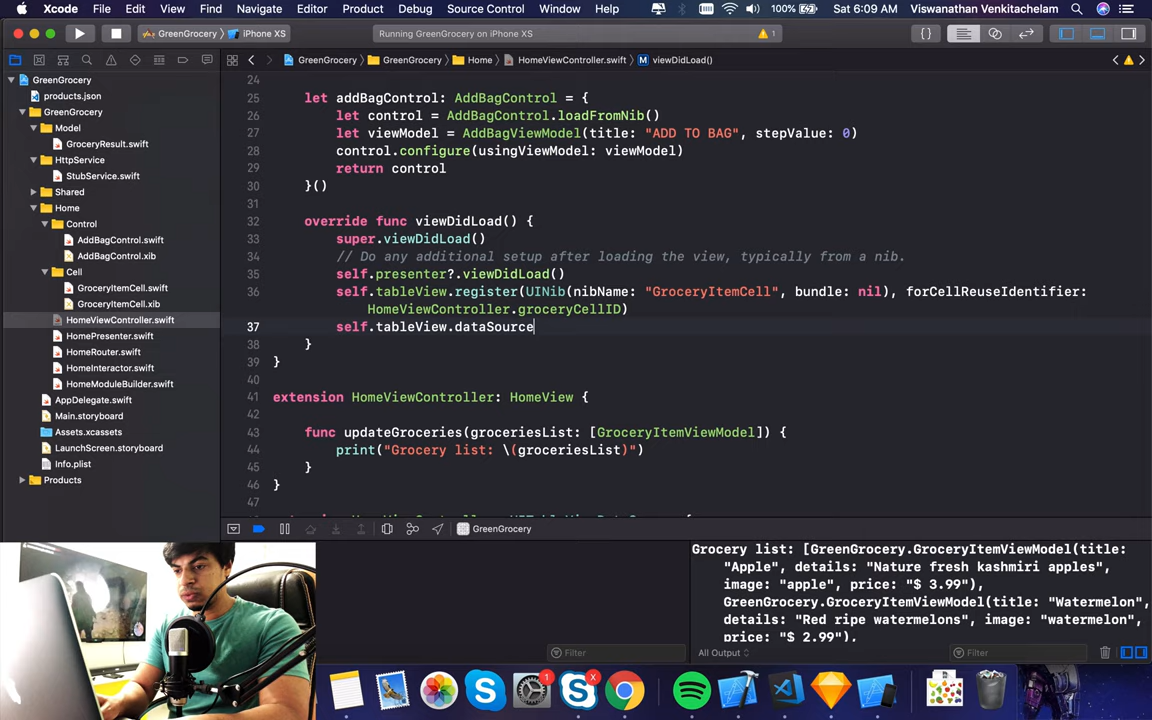 Xcode File Edit View Find Navigate Editor Product Debug Source Control Window Help 100% Sat 6:09 AM Viswanathan Venkitachelam
GreenGrocery iPhone XS Running GreenGrocery on iPhone XS 1
GreenGrocery GreenGrocery Home HomeViewController.swift M viewDidLoad()
GreenGrocery
products.json
GreenGrocery
Model
GroceryResult.swift
HttpService
StubService.swift
Shared
Home
Control
AddBagControl.swift
AddBagControl.xib
Cell
GroceryItemCell.swift
GroceryItemCell.xib
HomeViewController.swift
HomePresenter.swift
HomeRouter.swift
HomeInteractor.swift
HomeModuleBuilder.swift
AppDelegate.swift
Main.storyboard
Assets.xcassets
LaunchScreen.storyboard
Info.plist
Products
24
25 let addBagControl: AddBagControl = {
26 let control = AddBagControl.loadFromNib()
27 let viewModel = AddBagViewModel(title: "ADD TO BAG", stepValue: 0)
28 control.configure(usingViewModel: viewModel)
29 return control
30 }()
31
32 override func viewDidLoad() {
33 super.viewDidLoad()
34 // Do any additional setup after loading the view, typically from a nib.
35 self.presenter?.viewDidLoad()
36 self.tableView.register(UINib(nibName: "GroceryItemCell", bundle: nil), forCellReuseIdentifier:
HomeViewController.groceryCellID)
37 self.tableView.dataSource
38 }
39 }
40
41 extension HomeViewController: HomeView {
42
43 func updateGroceries(groceriesList: [GroceryItemViewModel]) {
44 print("Grocery list: \(groceriesList)")
45 }
46 }
47
GreenGrocery
Grocery list: [GreenGrocery.GroceryItemViewModel(title:
"Apple", details: "Nature fresh kashmiri apples",
image: "apple", price: "$ 3.99"),
GreenGrocery.GroceryItemViewModel(title: "Watermelon",
details: "Red ripe watermelons", image: "watermelon",
price: "$ 2.99"),
Filter All Output Filter
1 X